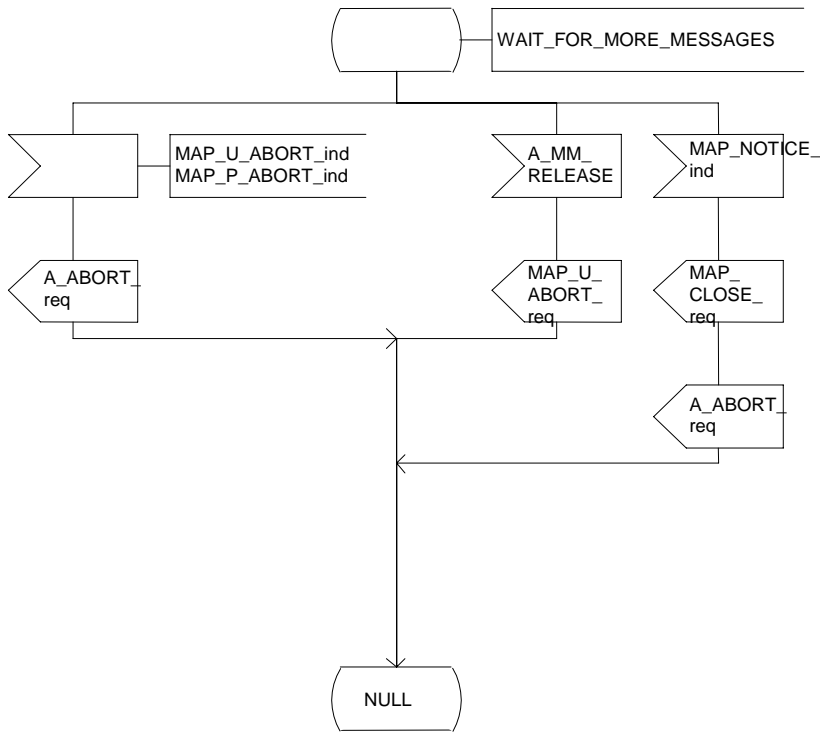 WAIT_FOR_MORE_MESSAGES
MAP_U_ABORT_ind
MAP_P_ABORT_ind
A_MM_
RELEASE
MAP_NOTICE_
ind
A_ABORT_
req
MAP_U_
ABORT_
req
MAP_
CLOSE_
req
A_ABORT_
req
NULL